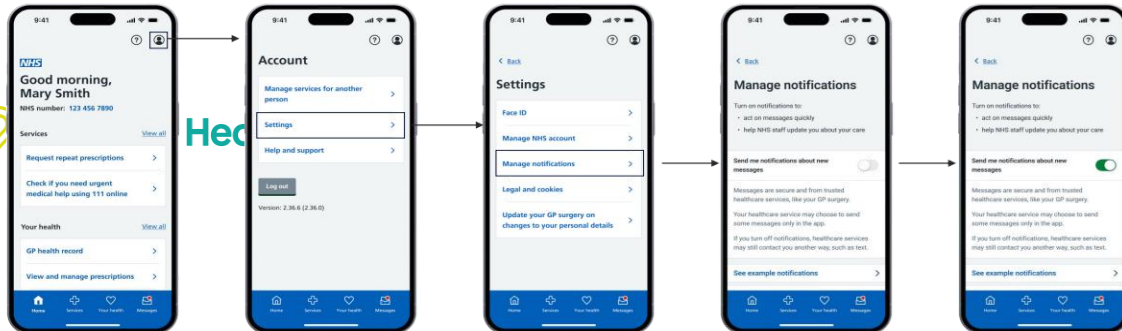 9:41
NHS
Good morning,
Mary Smith
NHS number: 123 456 7890
Services
View all
Request repeat prescriptions
Check if you need urgent
medical help using 111 online
Your health
View all
GP health record
View and manage prescriptions
Home
Services
Your health
Messages
Hea
9:41
Account
Manage services for another
person
Settings
Help and support
Log out
Version: 2.36.6 (2.36.0)
Home
Services
Your health
Messages
9:41
Back
Settings
Face ID
Manage NHS account
Manage notifications
Legal and cookies
Update your GP surgery on
changes to your personal details
Home
Services
Your health
Messages
9:41
Back
Manage notifications
Turn on notifications to:
• act on messages quickly
• help NHS staff update you about your care
Send me notifications about new
messages
Messages are secure and from trusted
healthcare services, like your GP surgery.
Your healthcare service may choose to send
some messages only in the app.
If you turn off notifications, healthcare services
may still contact you another way, such as text.
See example notifications
Home
Services
Your health
Messages
9:41
Back
Manage notifications
Turn on notifications to:
• act on messages quickly
• help NHS staff update you about your care
Send me notifications about new
messages
Messages are secure and from trusted
healthcare services, like your GP surgery.
Your healthcare service may choose to send
some messages only in the app.
If you turn off notifications, healthcare services
may still contact you another way, such as text.
See example notifications
Home
Services
Your health
Messages